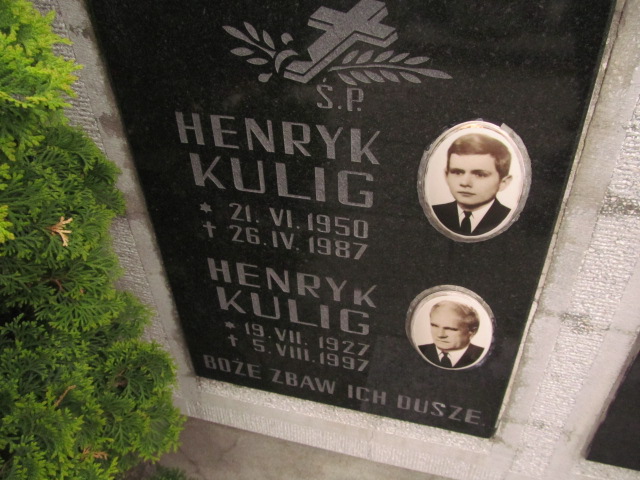 Ś.P.
HENRYK
KULIG
* 21. VI. 1950
† 26. IV. 1987
HENRYK
KULIG
* 19. VII. 1927
† 5. VIII. 1997
BOŻE ZBAW ICH DUSZE.